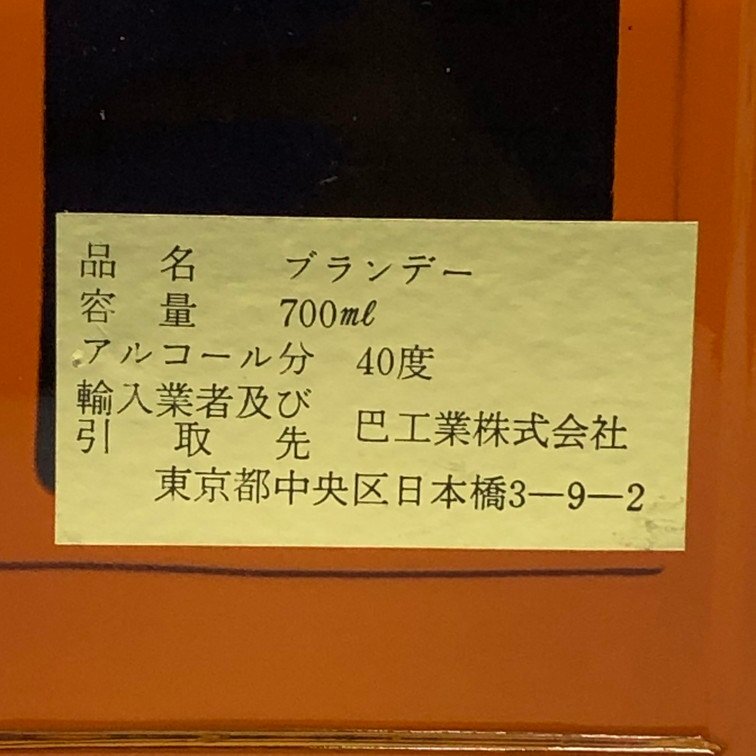 品名 ブランデー
容量 700㎖
アルコール分 40度
輸入業者及び
引取先 巴工業株式会社
東京都中央区日本橋3-9-2